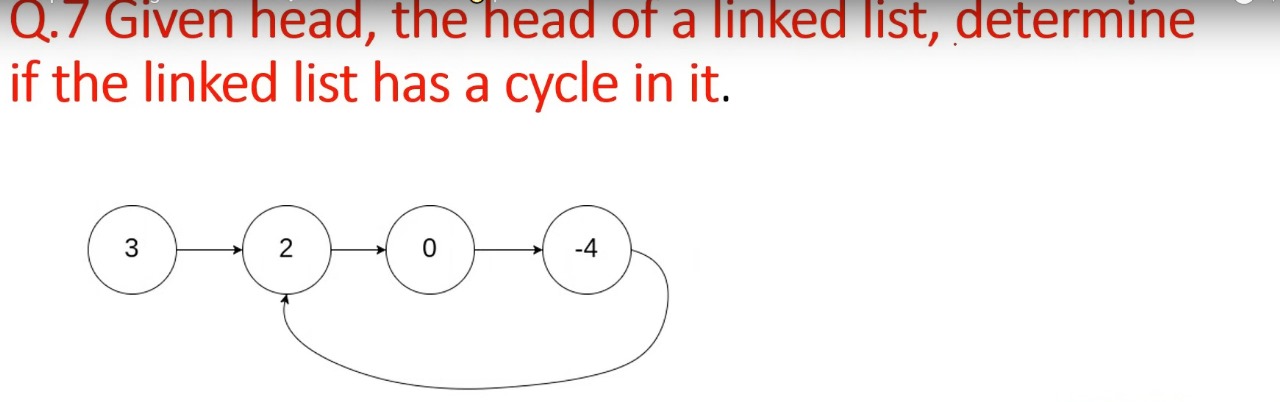 Q.7 Given head, the head of a linked list, determine
if the linked list has a cycle in it.
3 2 0 -4